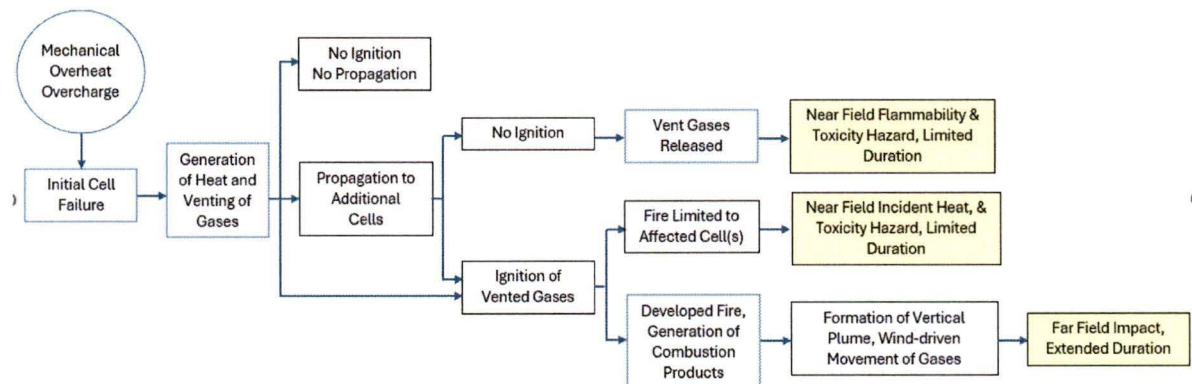 Mechanical
Overheat
Overcharge
Initial Cell
Failure
Generation
of Heat and
Venting of
Gases
No Ignition
No Propagation
Propagation to
Additional
Cells
No Ignition
Vent Gases
Released
Near Field Flammability &
Toxicity Hazard, Limited
Duration
Ignition of
Vented Gases
Fire Limited to
Affected Cell(s)
Near Field Incident Heat, &
Toxicity Hazard, Limited
Duration
Developed Fire,
Generation of
Combustion
Products
Formation of Vertical
Plume, Wind-driven
Movement of Gases
Far Field Impact,
Extended Duration